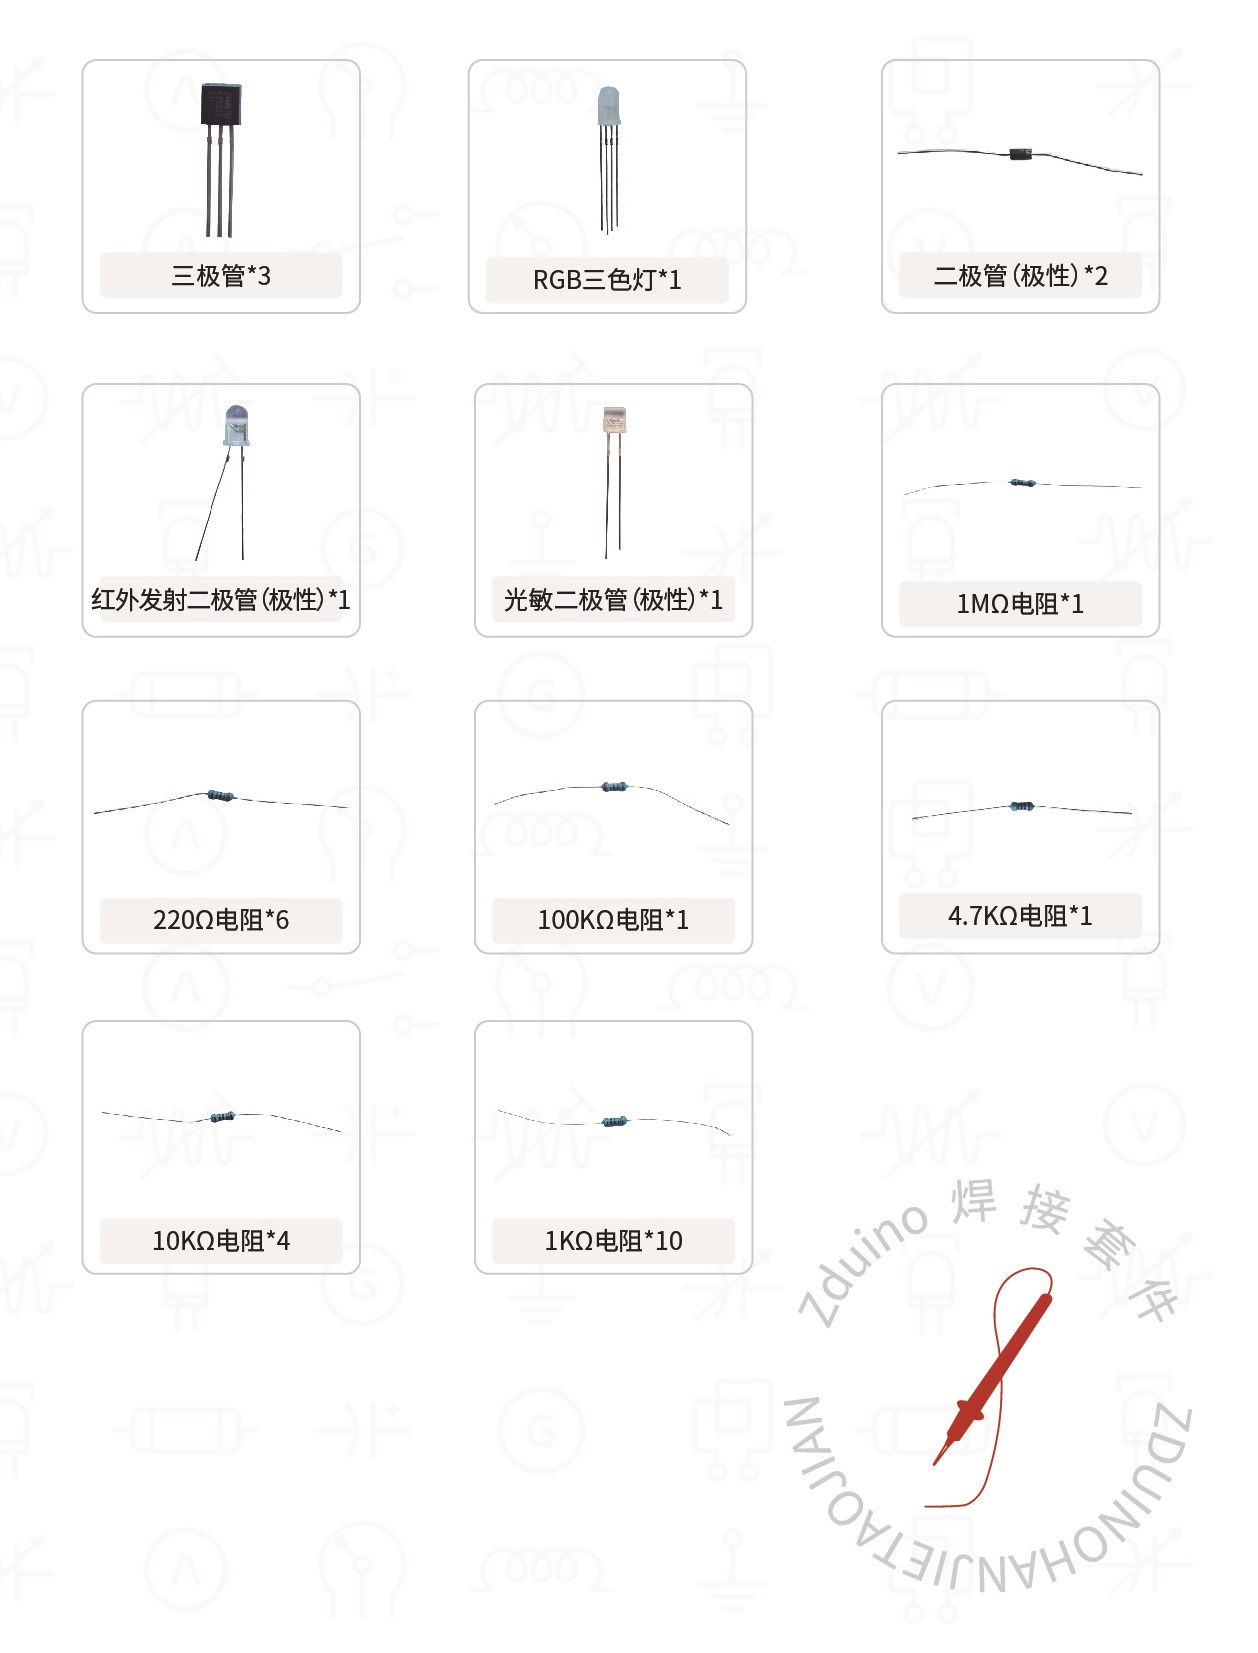 三极管*3
RGB三色灯*1
二极管(极性)*2
红外发射二极管(极性)*1
光敏二极管(极性)*1
1MΩ电阻*1
220Ω电阻*6
100KΩ电阻*1
4.7KΩ电阻*1
10KΩ电阻*4
1KΩ电阻*10
Zduino 焊接套件
ZDUINOHANJIETAOJIAN